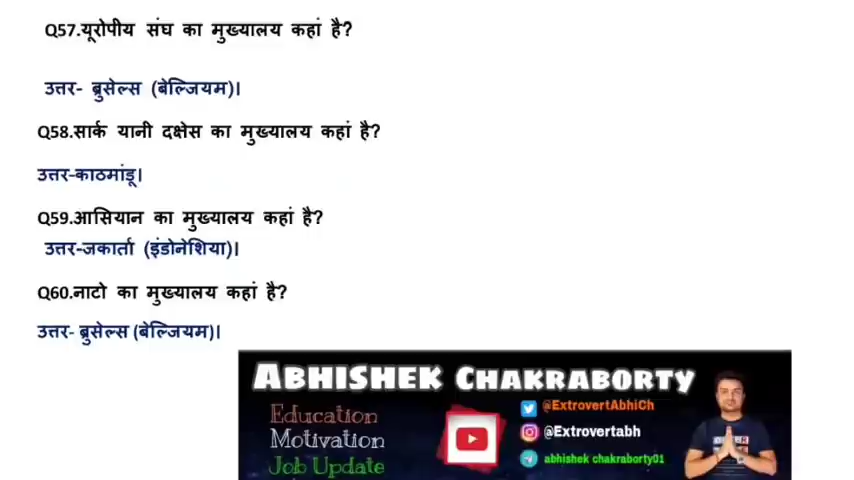 Q57.यूरोपीय संघ का मुख्यालय कहां है?
उत्तर- ब्रुसेल्स (बेल्जियम)।
Q58.सार्क यानी दक्षेस का मुख्यालय कहां है?
उत्तर-काठमांडू।
Q59.आसियान का मुख्यालय कहां है?
उत्तर-जकार्ता (इंडोनेशिया)।
Q60.नाटो का मुख्यालय कहां है?
उत्तर- ब्रुसेल्स (बेल्जियम)।
ABHISHEK CHAKRABORTY
Education
Motivation
Job Update
@ExtrovertAbhiCh
@Extrovertabh
abhishek chakraborty01